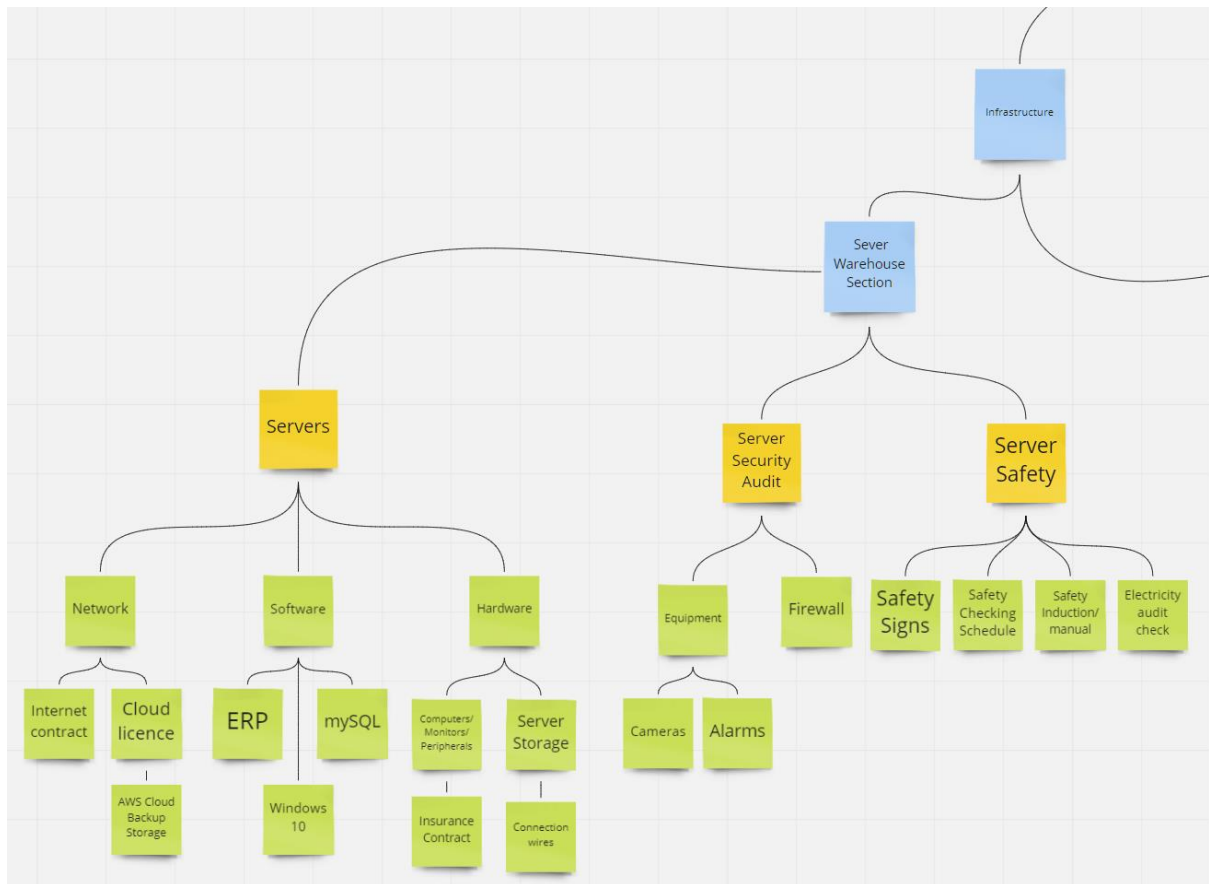 Infrastructure
Sever
Warehouse
Section
Servers
Server
Security
Audit
Server
Safety
Network
Software
Hardware
Equipment
Firewall
Safety
Signs
Safety
Checking
Schedule
Safety
Induction/
manual
Electricity
audit
check
Internet
contract
Cloud
licence
ERP
mySQL
Computers/
Monitors/
Peripherals
Server
Storage
Cameras
Alarms
AWS Cloud
Backup
Storage
Windows
10
Insurance
Contract
Connection
wires